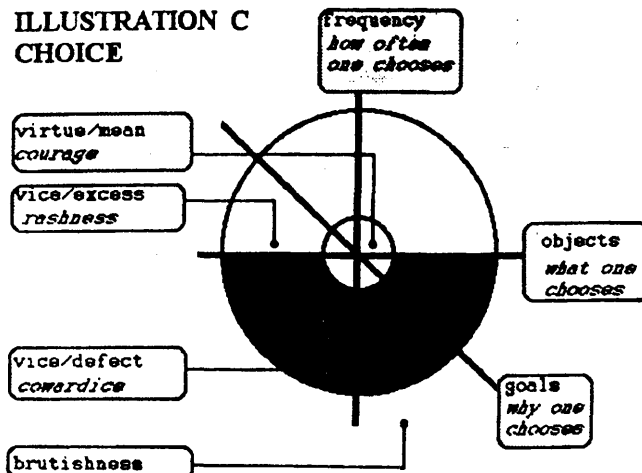 ILLUSTRATION C
CHOICE
frequency
how often
one chooses
virtue/mean
courage
vice/excess
rashness
objects
what one
chooses
vice/defect
cowardice
goals
why one
chooses
brutishness